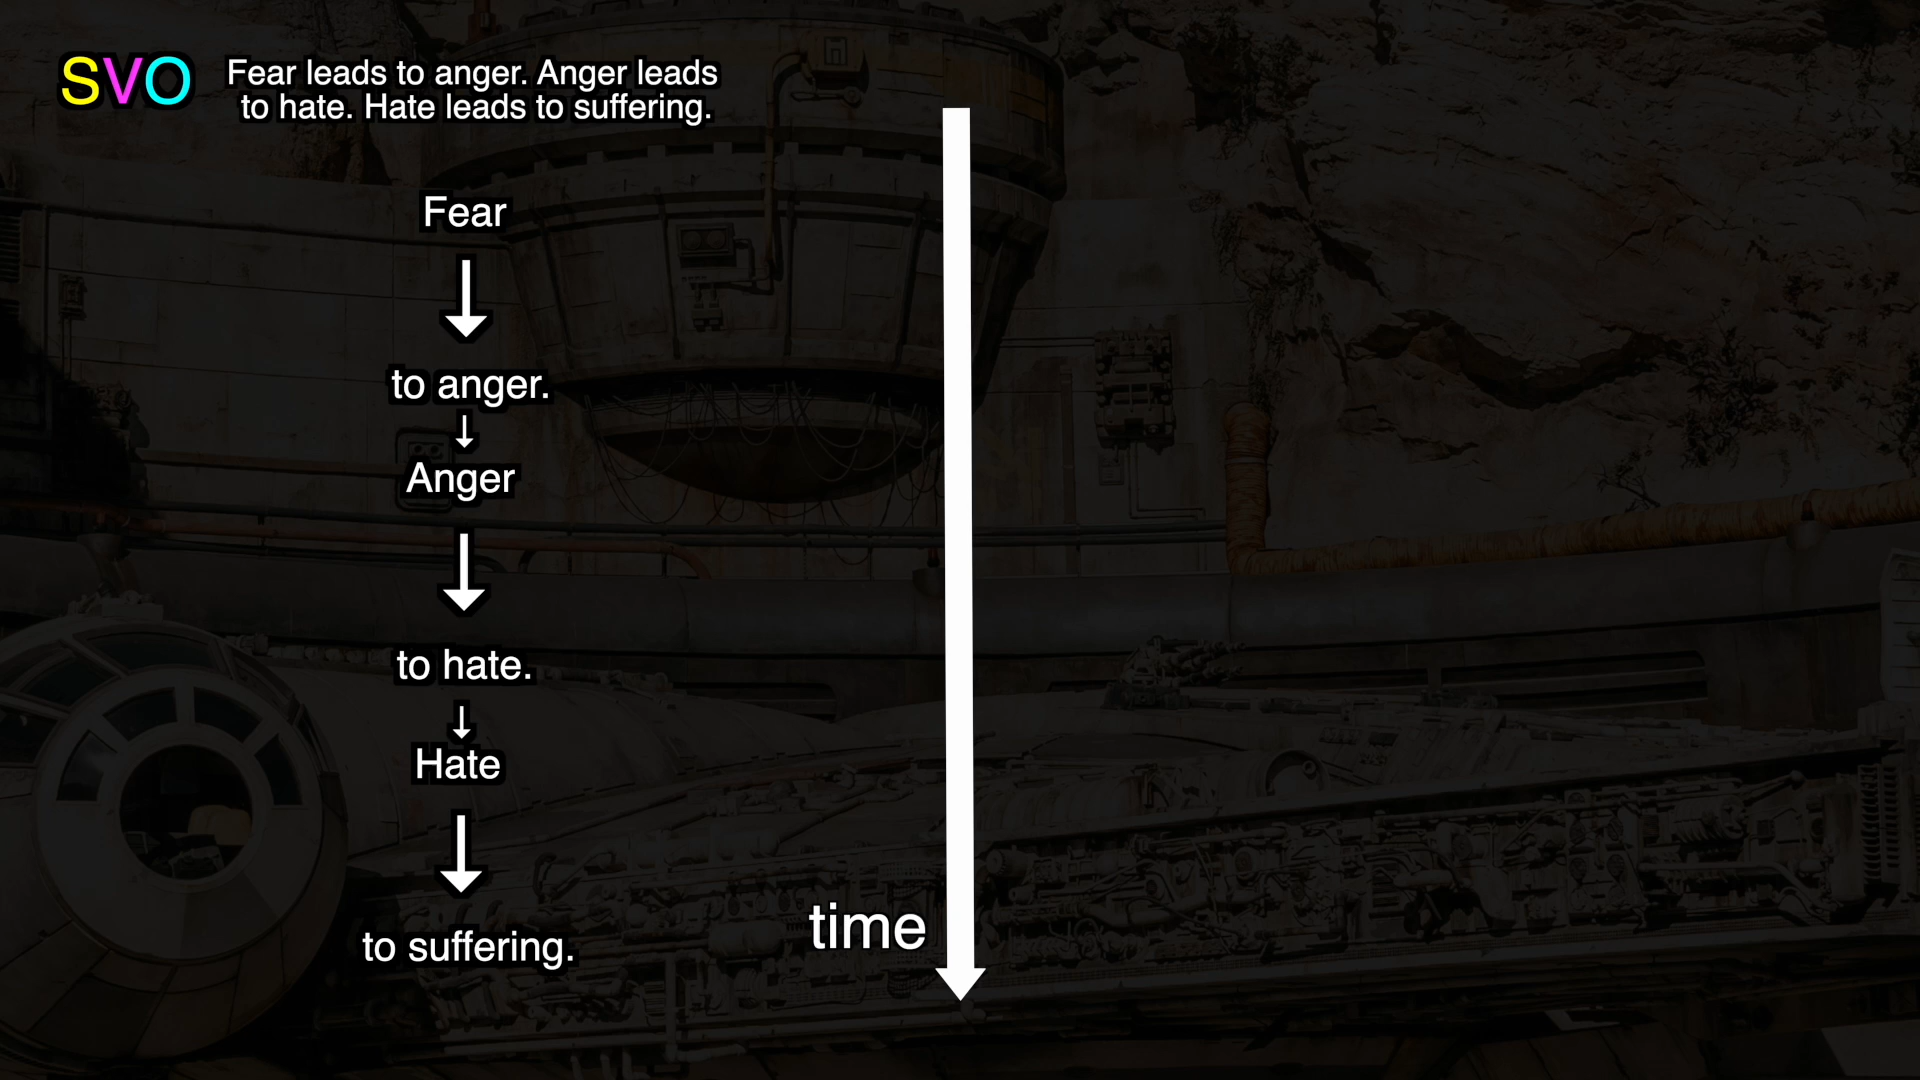 SVO
Fear leads to anger. Anger leads
to hate. Hate leads to suffering.
Fear
to anger.
Anger
to hate.
Hate
to suffering.
time